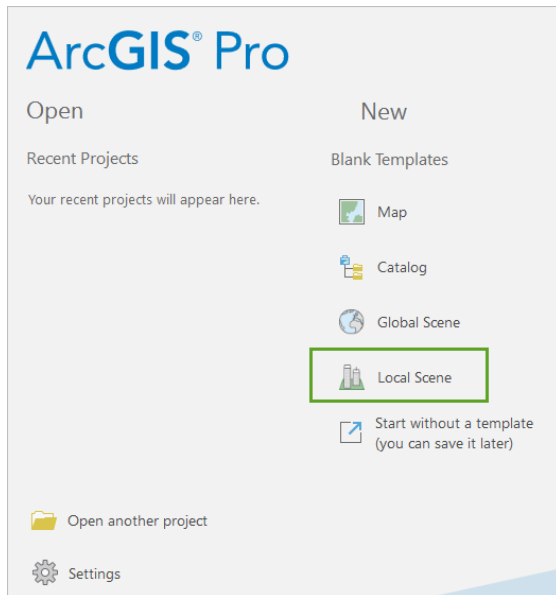 ArcGIS® Pro
Open
New
Recent Projects
Blank Templates
Your recent projects will appear here.
Map
Catalog
Global Scene
Local Scene
Start without a template
(you can save it later)
Open another project
Settings